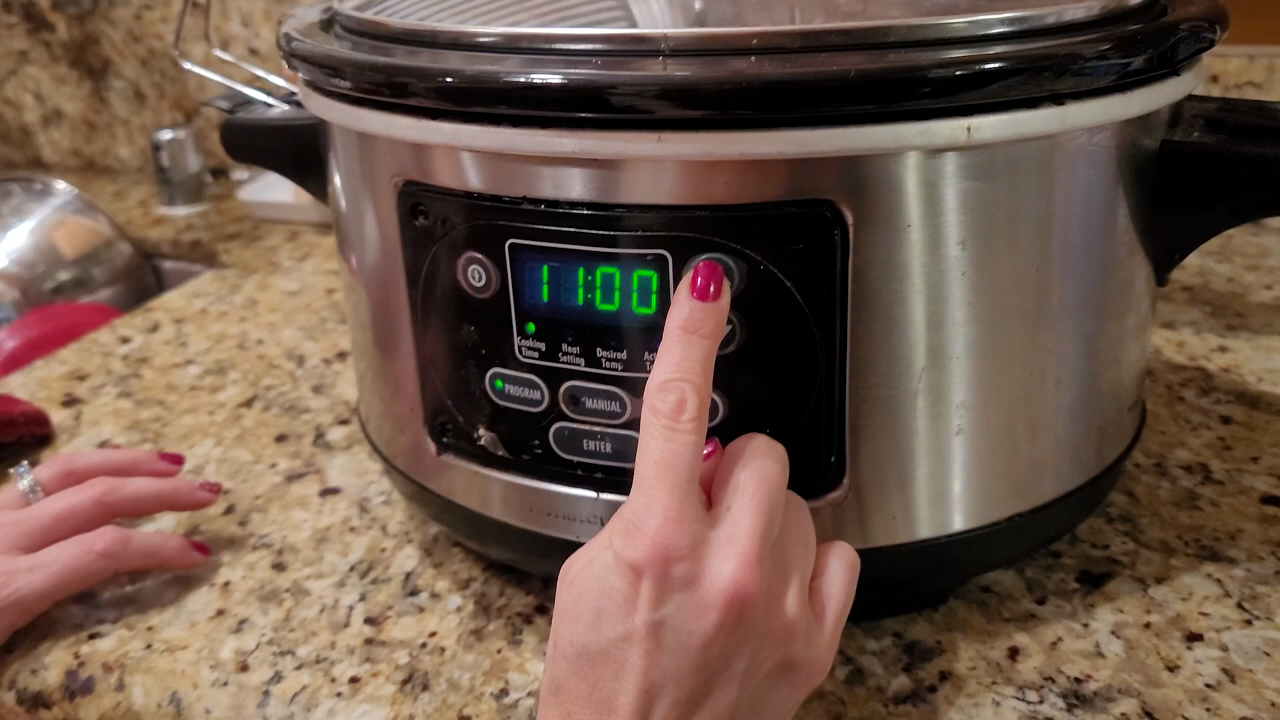 11:00
Cooking Time
Heat Setting
Desired Temp
PROGRAM
MANUAL
ENTER